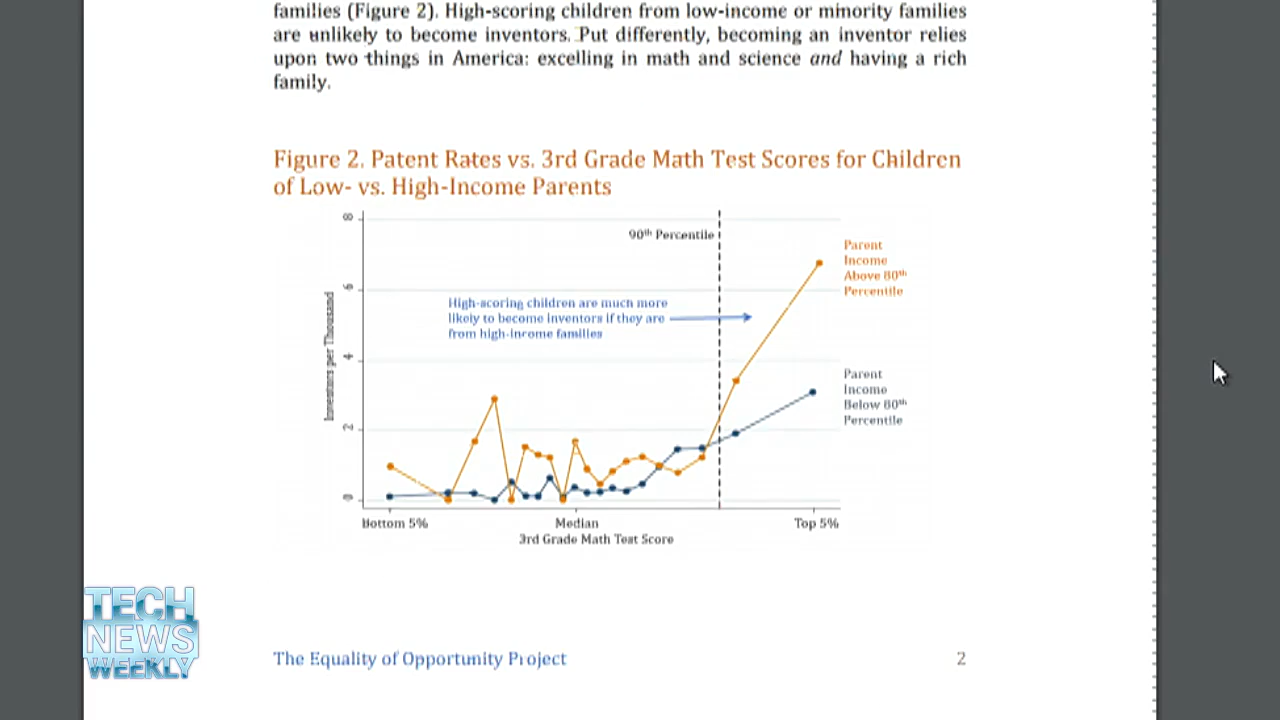 families (Figure 2). High-scoring children from low-income or minority families
are unlikely to become inventors. Put differently, becoming an inventor relies
upon two things in America: excelling in math and science and having a rich
family.
Figure 2. Patent Rates vs. 3rd Grade Math Test Scores for Children
of Low- vs. High-Income Parents
8
6
4
2
0
Inventors per Thousand
90th Percentile
High-scoring children are much more
likely to become inventors if they are
from high-income families
Parent
Income
Above 80th
Percentile
Parent
Income
Below 80th
Percentile
Bottom 5%
Median
Top 5%
3rd Grade Math Test Score
TECH
NEWS
WEEKLY
The Equality of Opportunity Project
2